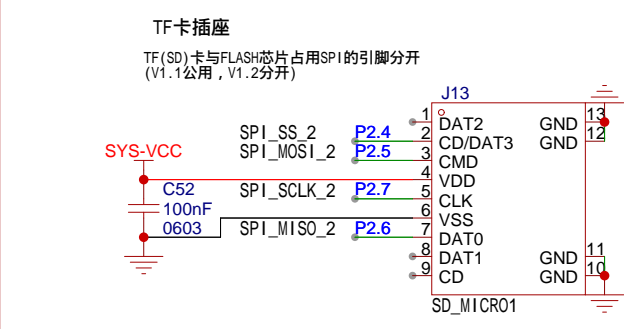 TF卡插座
TF(SD)卡与FLASH芯片占用SPI的引脚分开
(V1.1公用，V1.2分开)
J13
1 DAT2 GND 13
SPI_SS_2 P2.4 2 CD/DAT3 GND 12
SPI_MOSI_2 P2.5 3 CMD
SYS-VCC 4 VDD
C52 SPI_SCLK_2 P2.7 5 CLK
100nF 6 VSS
0603 SPI_MISO_2 P2.6 7 DAT0
8 DAT1 GND 11
9 CD GND 10
SD_MICRO1